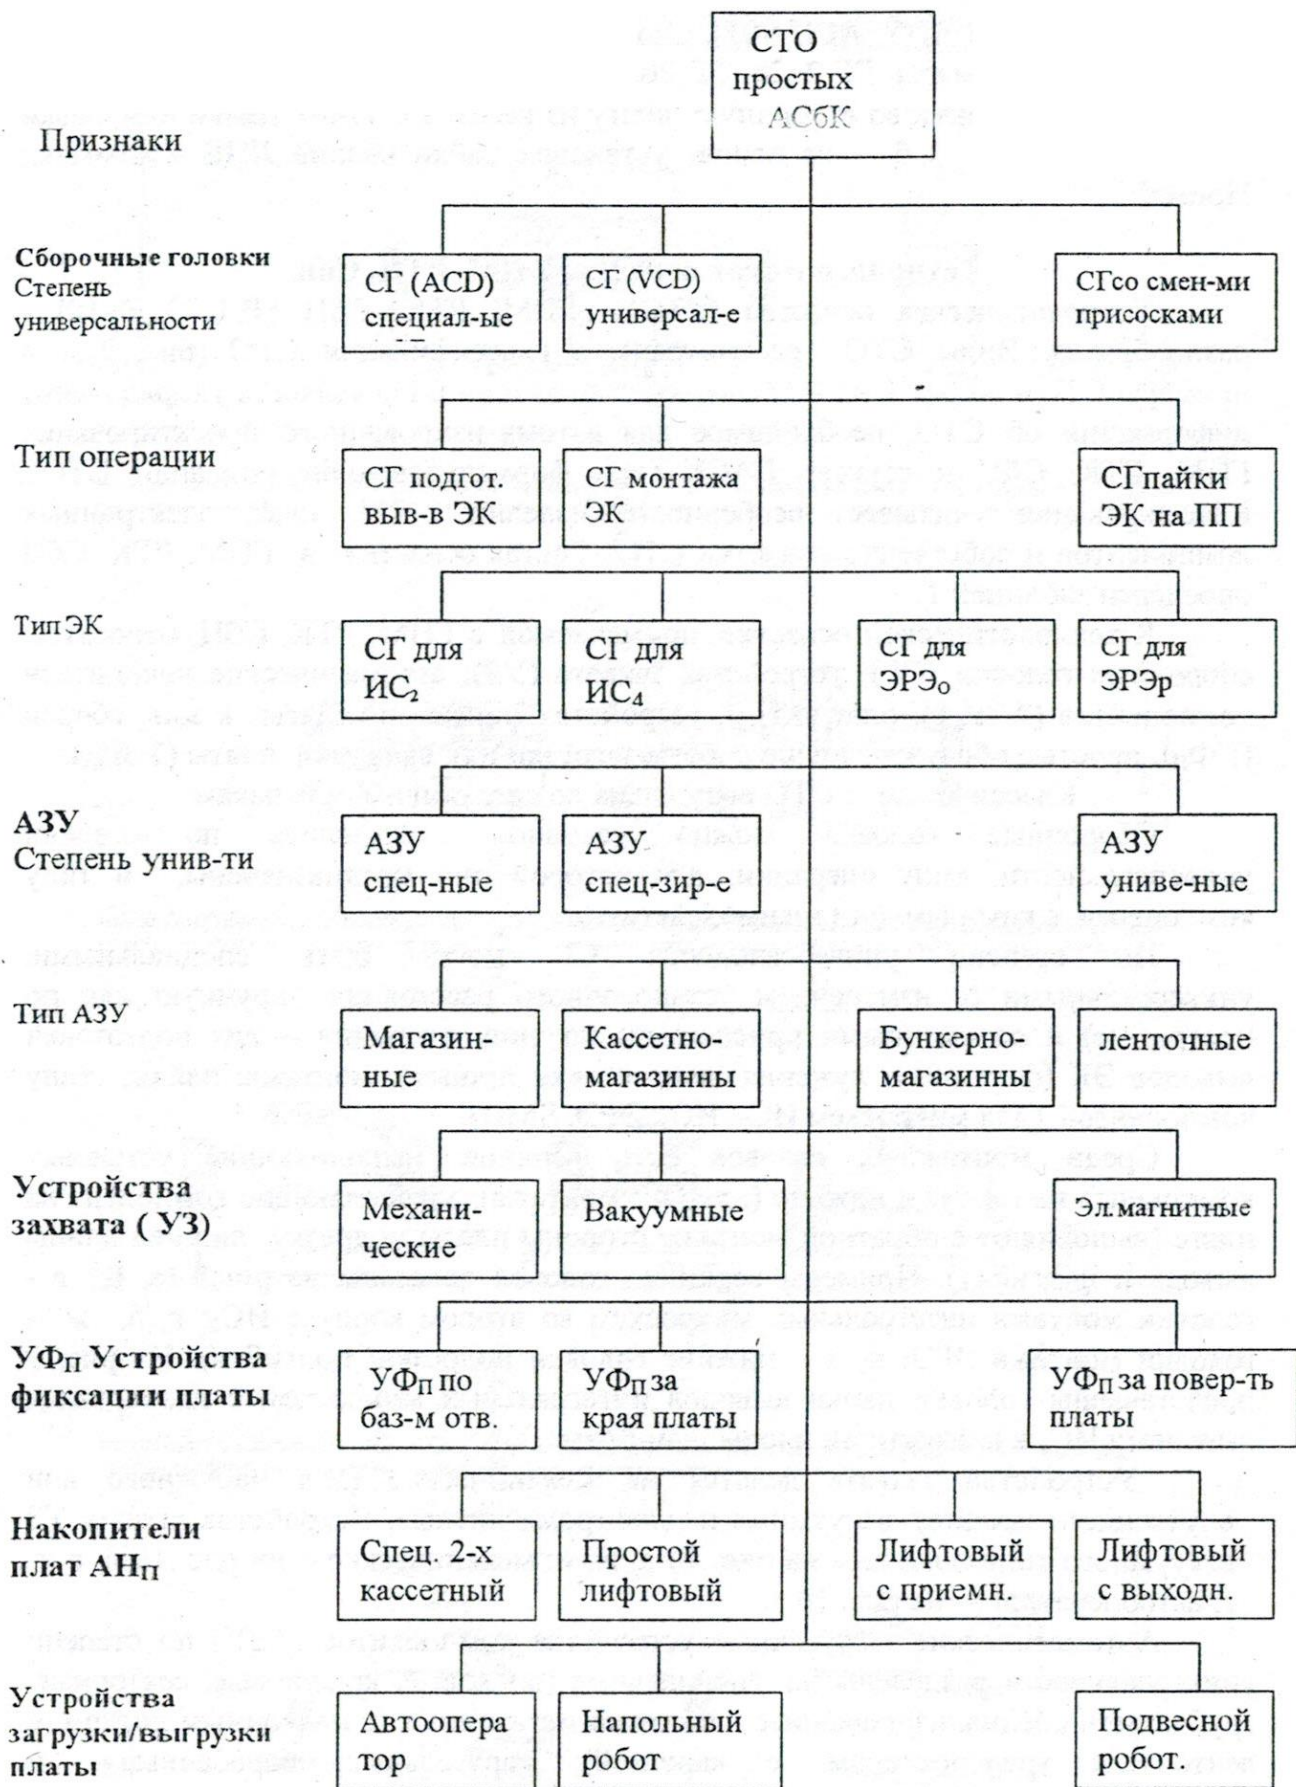 СТО
простых
АСбК
Признаки
Сборочные головки
Степень
универсальности
СГ (ACD)
специал-ые
СГ (VCD)
универсал-е
СГ со смен-ми
присосками
Тип операции
СГ подгот.
выв-в ЭК
СГ монтажа
ЭК
СГ пайки
ЭК на ПП
Тип ЭК
СГ для
ИС₂
СГ для
ИС₄
СГ для
ЭРЭо
СГ для
ЭРЭр
АЗУ
Степень унив-ти
АЗУ
спец-ные
АЗУ
спец-зир-е
АЗУ
униве-ные
Тип АЗУ
Магазин-
ные
Кассетно-
магазинны
Бункерно-
магазинны
ленточные
Устройства
захвата ( УЗ)
Механи-
ческие
Вакуумные
Эл.магнитные
УФП Устройства
фиксации платы
УФП по
баз-м отв.
УФП за
края платы
УФП за повер-ть
платы
Накопители
плат АНП
Спец. 2-х
кассетный
Простой
лифтовый
Лифтовый
с приемн.
Лифтовый
с выходн.
Устройства
загрузки/выгрузки
платы
Автоопера
тор
Напольный
робот
Подвесной
робот.